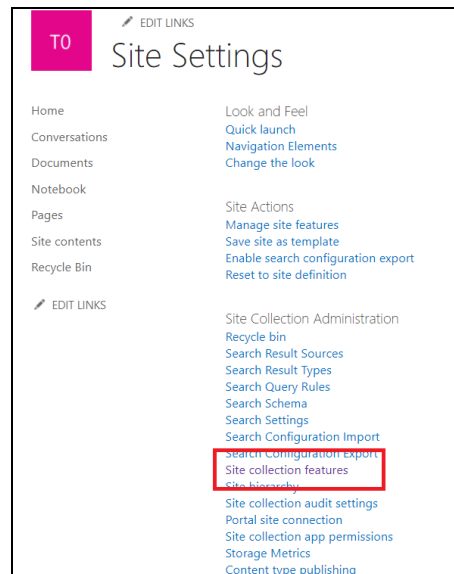 T0
EDIT LINKS
Site Settings
Home
Conversations
Documents
Notebook
Pages
Site contents
Recycle Bin
EDIT LINKS
Look and Feel
Quick launch
Navigation Elements
Change the look
Site Actions
Manage site features
Save site as template
Enable search configuration export
Reset to site definition
Site Collection Administration
Recycle bin
Search Result Sources
Search Result Types
Search Query Rules
Search Schema
Search Settings
Search Configuration Import
Search Configuration Export
Site collection features
Site hierarchy
Site collection audit settings
Portal site connection
Site collection app permissions
Storage Metrics
Content type publishing